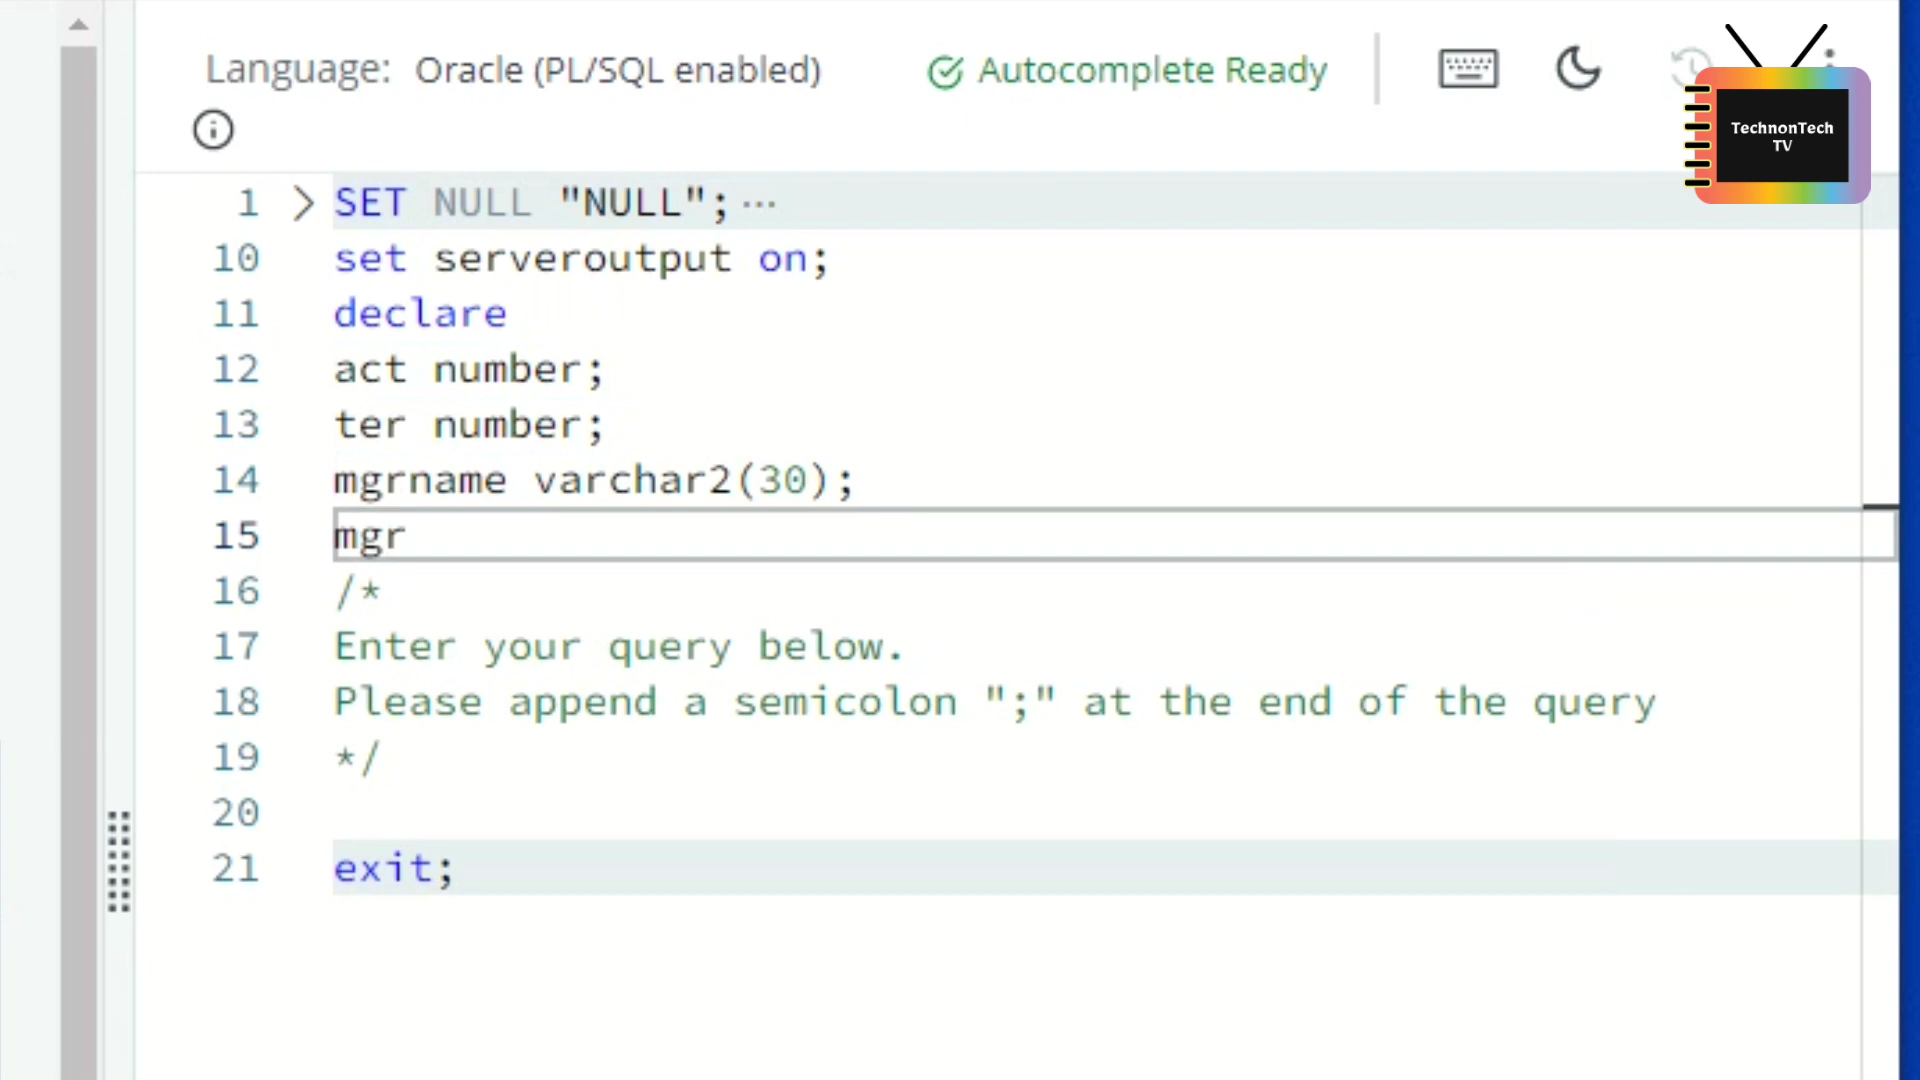 Language: Oracle (PL/SQL enabled) Autocomplete Ready
TechnonTech
TV
1 SET NULL "NULL";···
10 set serveroutput on;
11 declare
12 act number;
13 ter number;
14 mgrname varchar2(30);
15 mgr
16 /*
17 Enter your query below.
18 Please append a semicolon ";" at the end of the query
19 */
20
21 exit;